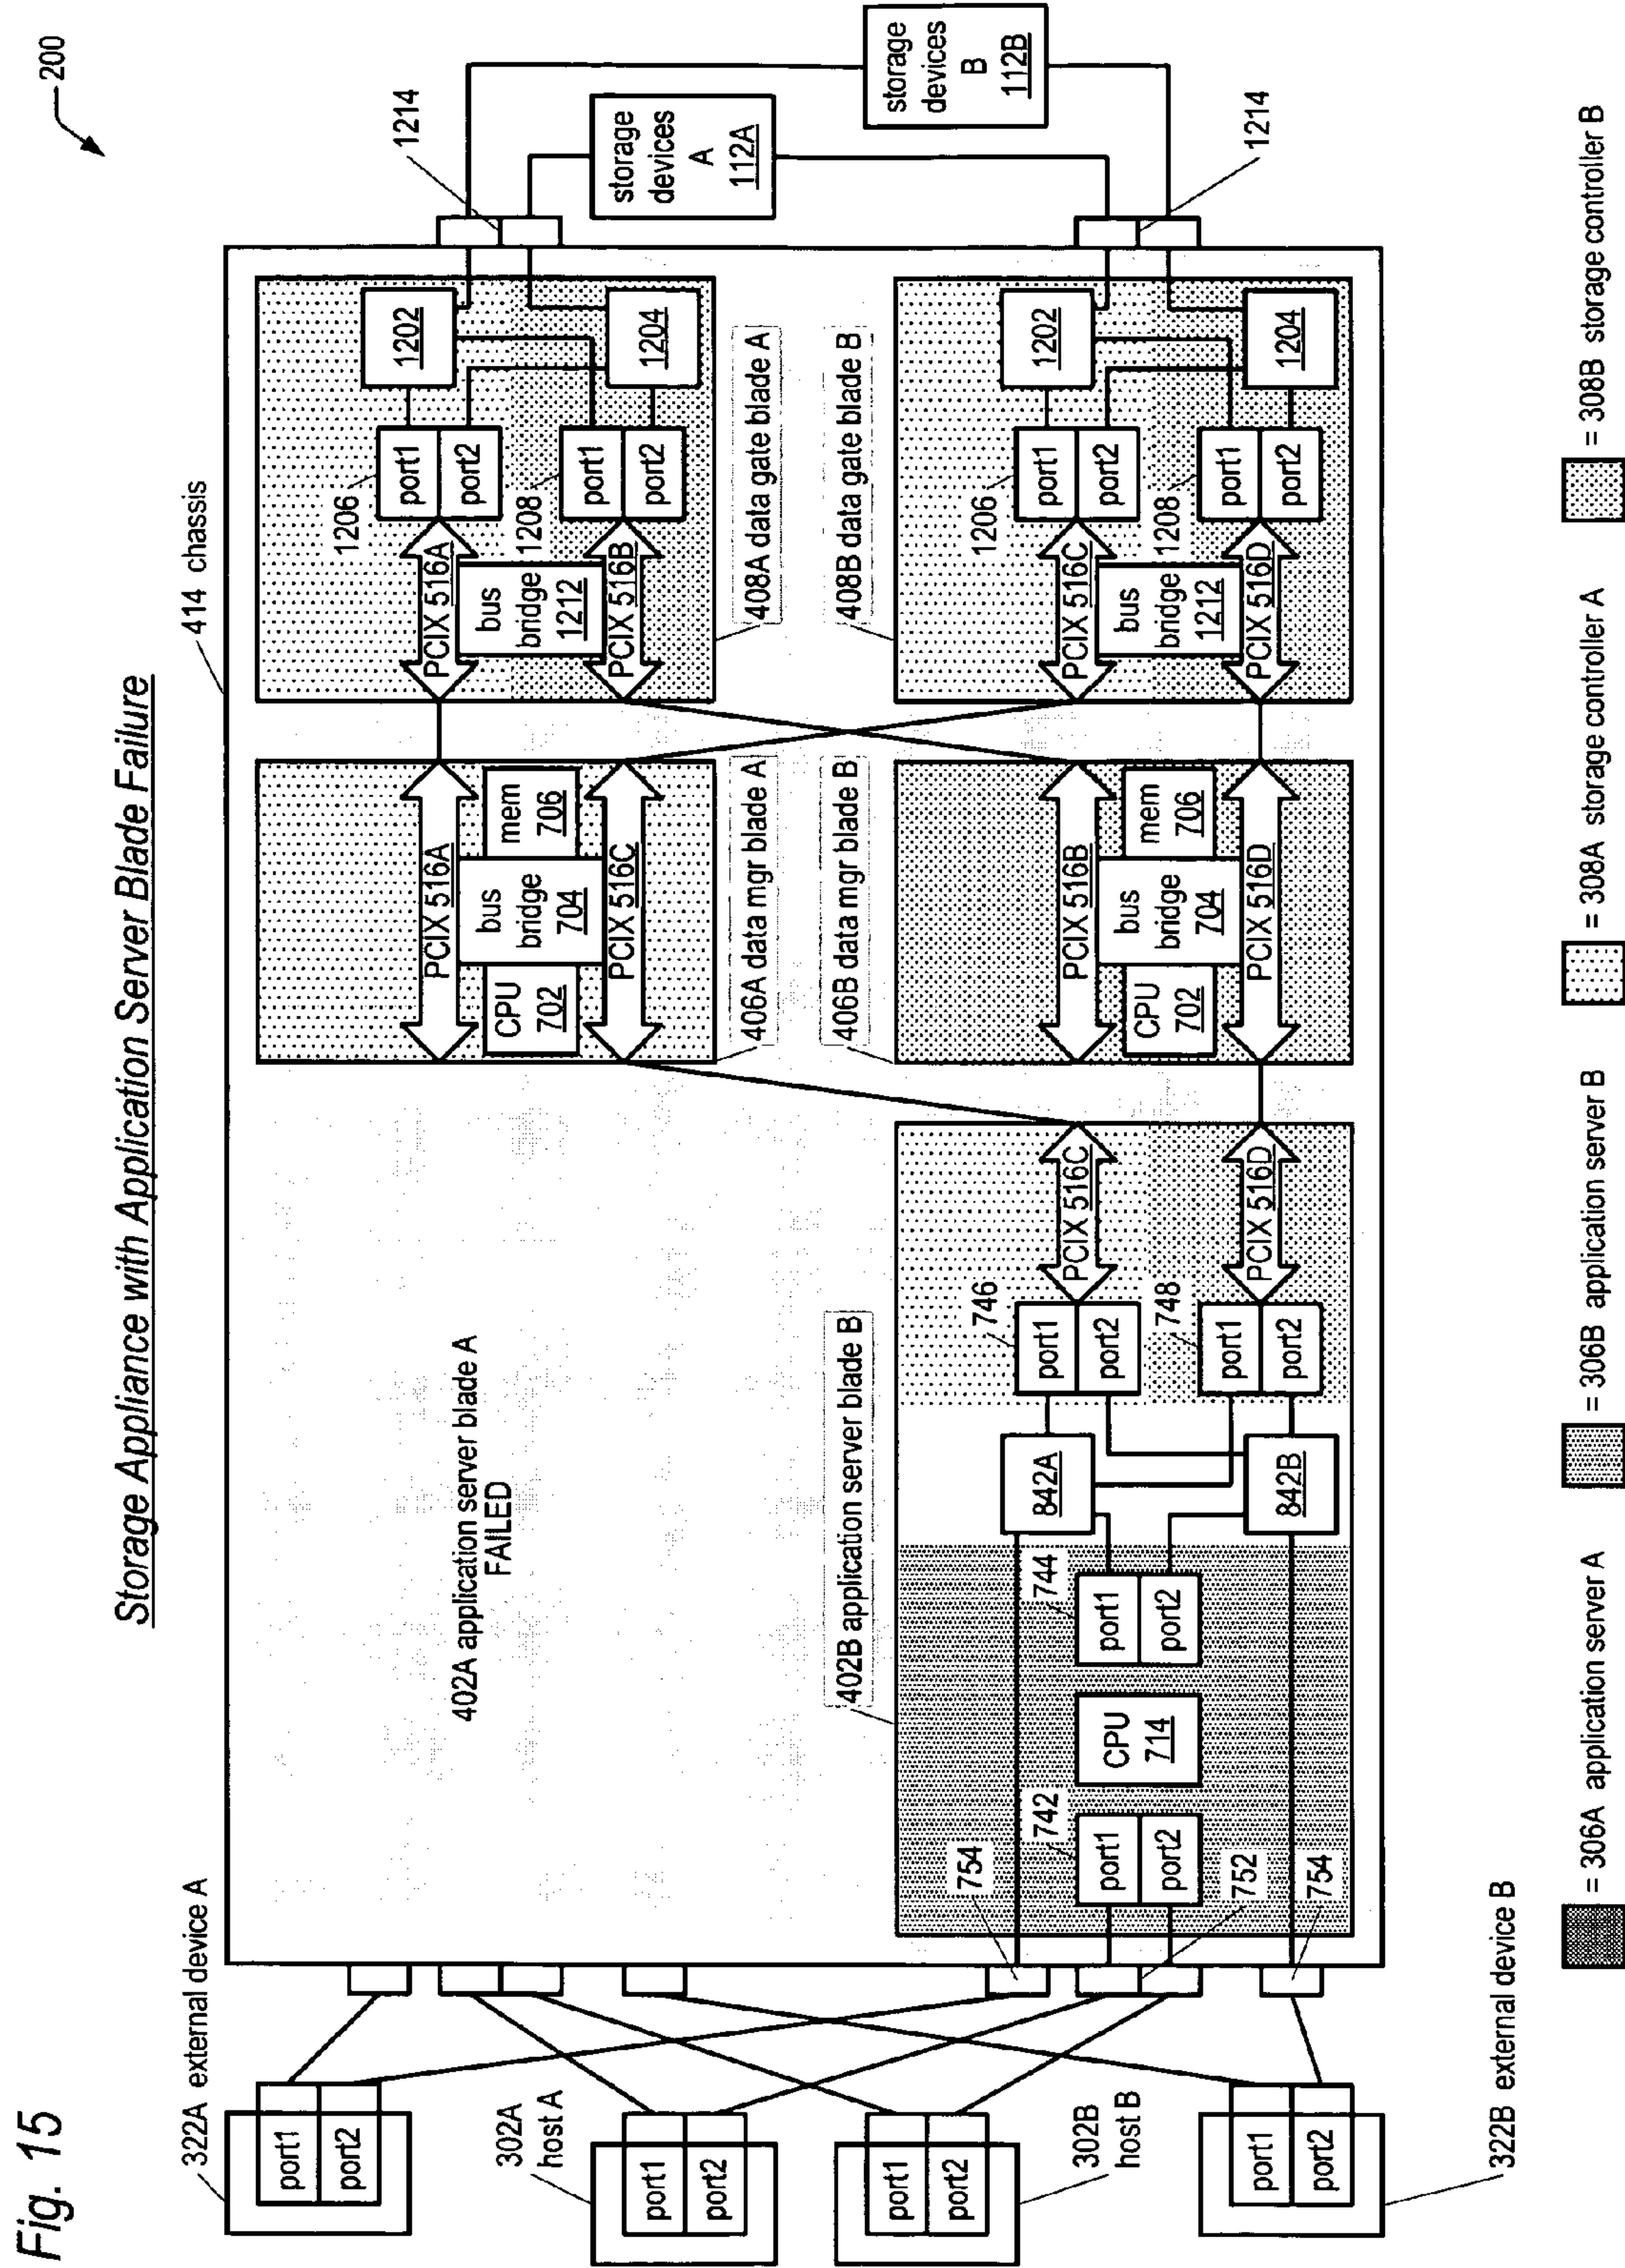 Fig. 15
Storage Appliance with Application Server Blade Failure
200
414 chassis
322A external device A
port1
port2
302A
host A
port1
port2
302B
host B
port1
port2
322B external device B
port1
port2
402A application server blade A
FAILED
402B application server blade B
754
742
port1
port2
752
754
CPU
714
744
port1
port2
842A
842B
746
port1
port2
748
port1
port2
PCIX 516C
PCIX 516D
406A data mgr blade A
PCIX 516A
CPU
702
bus
bridge
704
mem
706
PCIX 516C
406B data mgr blade B
PCIX 516B
CPU
702
bus
bridge
704
mem
706
PCIX 516D
408A data gate blade A
PCIX 516A
bus
bridge
1212
PCIX 516B
1206
port1
port2
1208
port1
port2
1202
1204
408B data gate blade B
PCIX 516C
bus
bridge
1212
PCIX 516D
1206
port1
port2
1208
port1
port2
1202
1204
1214
1214
storage
devices
A
112A
storage
devices
B
112B
= 306A application server A
= 306B application server B
= 308A storage controller A
= 308B storage controller B